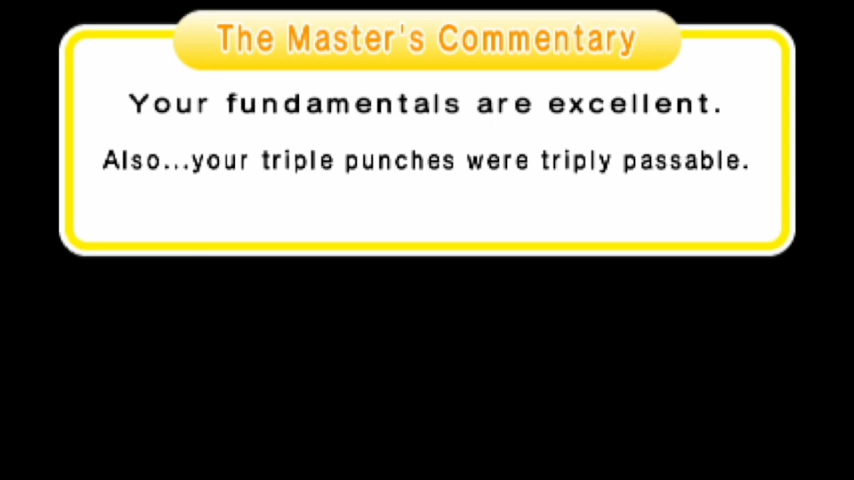 The Master's Commentary
Your fundamentals are excellent.
Also...your triple punches were triply passable.